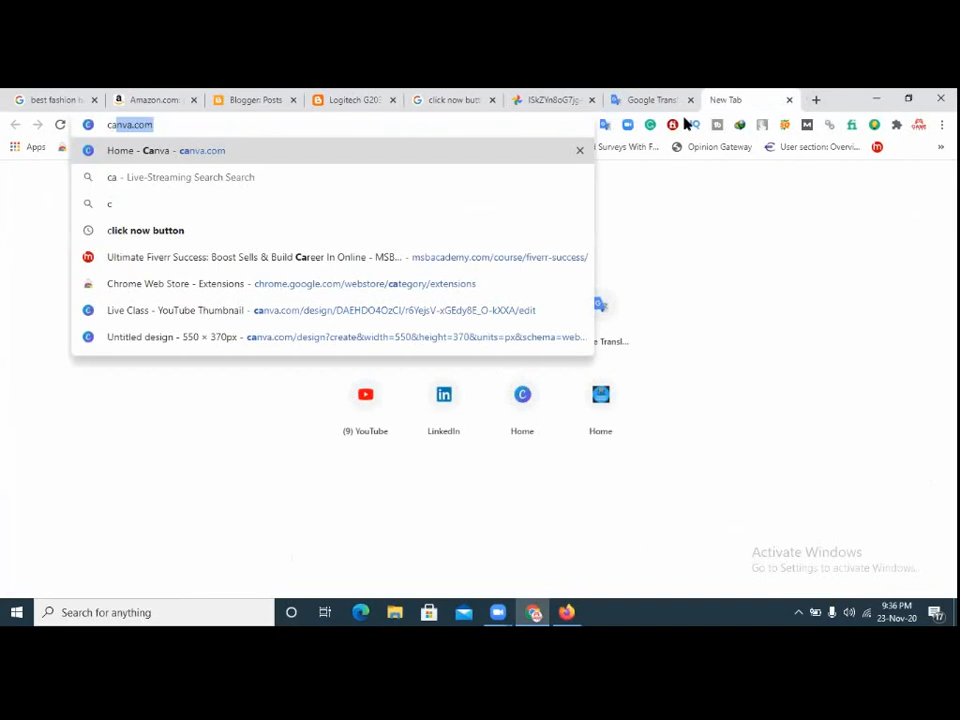 best fashion b
Amazon.com:
Blogger: Posts
Logitech G203
click now butt
ISkZYn8oG7jg-
Google Trans
New Tab
canva.com
Apps
Surveys With F...
Opinion Gateway
User section: Overvi...
Home - Canva - canva.com
ca - Live-Streaming Search Search
c
click now button
Ultimate Fiverr Success: Boost Sells & Build Career In Online - MSB... - msbacademy.com/course/fiverr-success/
Chrome Web Store - Extensions - chrome.google.com/webstore/category/extensions
Live Class - YouTube Thumbnail - canva.com/design/DAEHDO4OzCI/r6YejsV-xGEdy8E_O-kXXA/edit
Untitled design - 550 × 370px - canva.com/design?create&width=550&height=370&units=px&schema=web...
e Transl...
(9) YouTube
LinkedIn
Home
Home
Activate Windows
Go to Settings to activate Windows.
Search for anything
9:36 PM
23-Nov-20
17